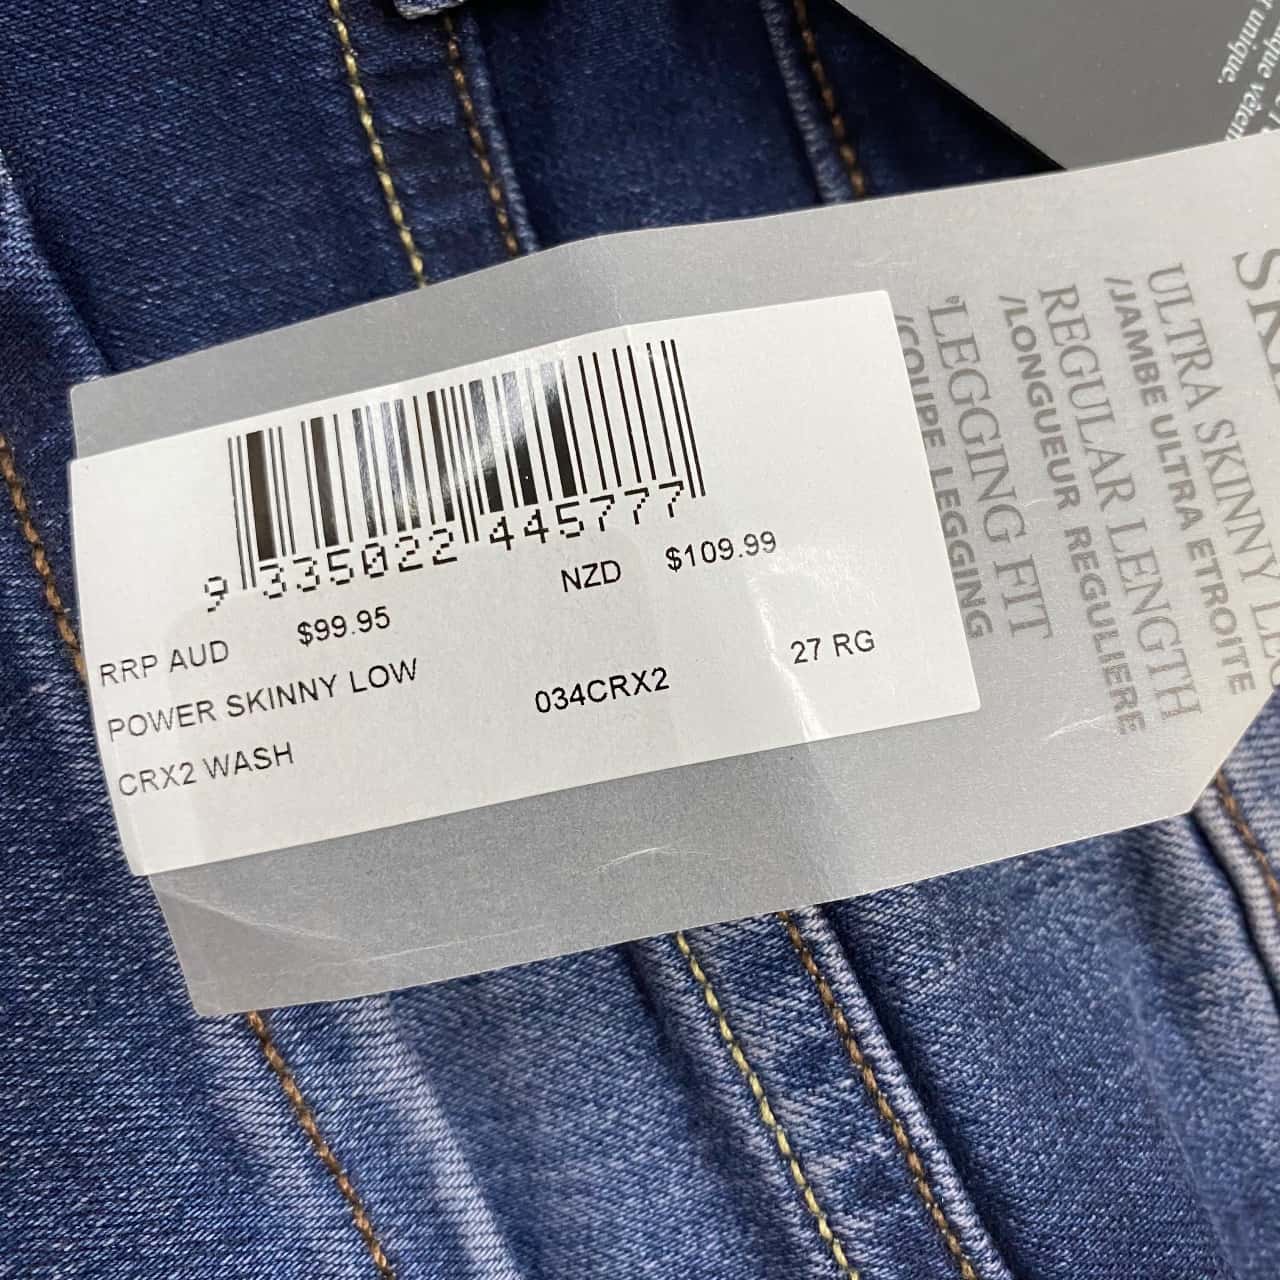 9 335022 445777
RRP AUD $99.95 NZD $109.99
POWER SKINNY LOW 034CRX2 27 RG
CRX2 WASH
ULTRA SKINNY
/JAMBE ULTRA ETROITE
REGULAR LENGTH
/LONGUEUR REGULIERE
'LEGGING FIT
/COUPE LEGGING
unique.